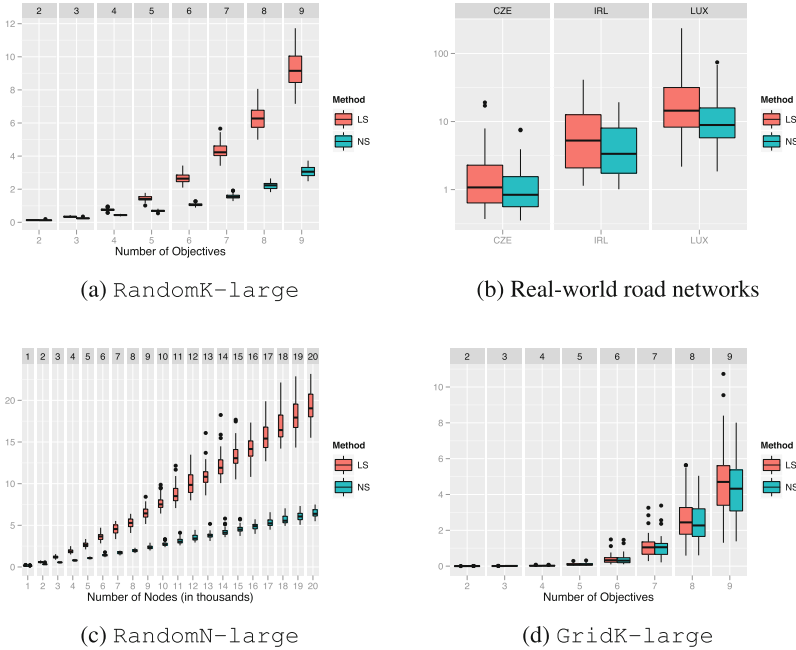 2 3 4 5 6 7 8 9
12
10
8
6
4
2
0
2 3 4 5 6 7 8 9
Number of Objectives
Method
LS
NS
(a) RandomK-large
CZE IRL LUX
100
10
1
CZE IRL LUX
Method
LS
NS
(b) Real-world road networks
1 2 3 4 5 6 7 8 9 10 11 12 13 14 15 16 17 18 19 20
20
15
10
5
0
1 2 3 4 5 6 7 8 9 10 11 12 13 14 15 16 17 18 19 20
Number of Nodes (in thousands)
Method
LS
NS
(c) RandomN-large
2 3 4 5 6 7 8 9
10
8
6
4
2
0
2 3 4 5 6 7 8 9
Number of Objectives
Method
LS
NS
(d) GridK-large